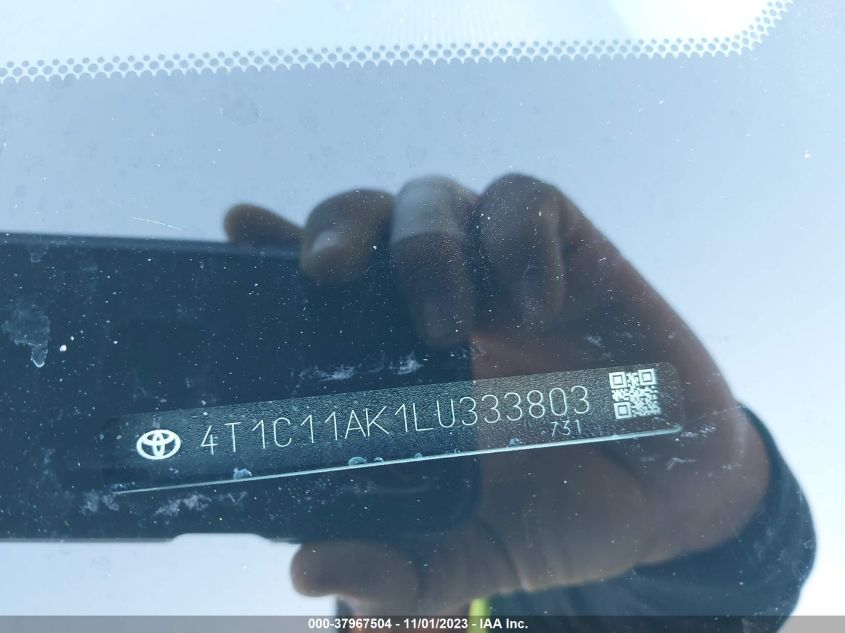 4T1C11AK1LU333803
731
000-37967504 - 11/01/2023 - IAA Inc.